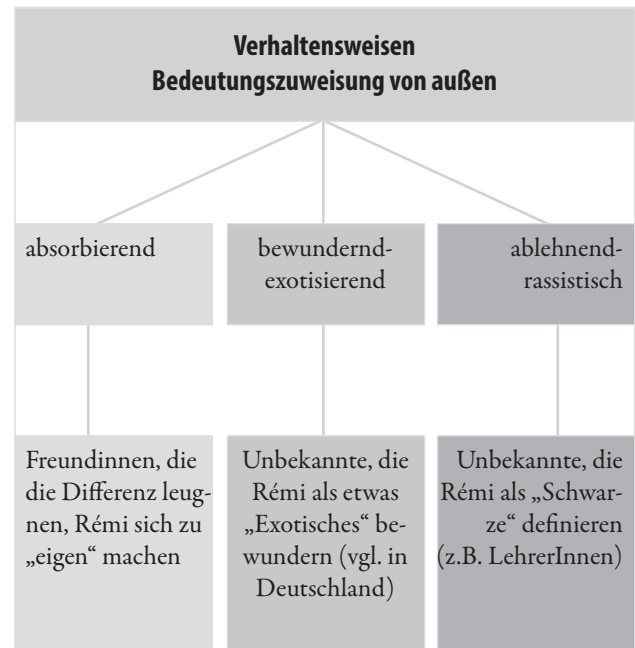 Verhaltensweisen
Bedeutungszuweisung von außen
absorbierend
bewundernd-
exotisierend
ablehnend-
rassistisch
Freundinnen, die
die Differenz leug-
nen, Rémi sich zu
„eigen“ machen
Unbekannte, die
Rémi als etwas
„Exotisches“ be-
wundern (vgl. in
Deutschland)
Unbekannte, die
Rémi als „Schwar-
ze“ definieren
(z.B. LehrerInnen)